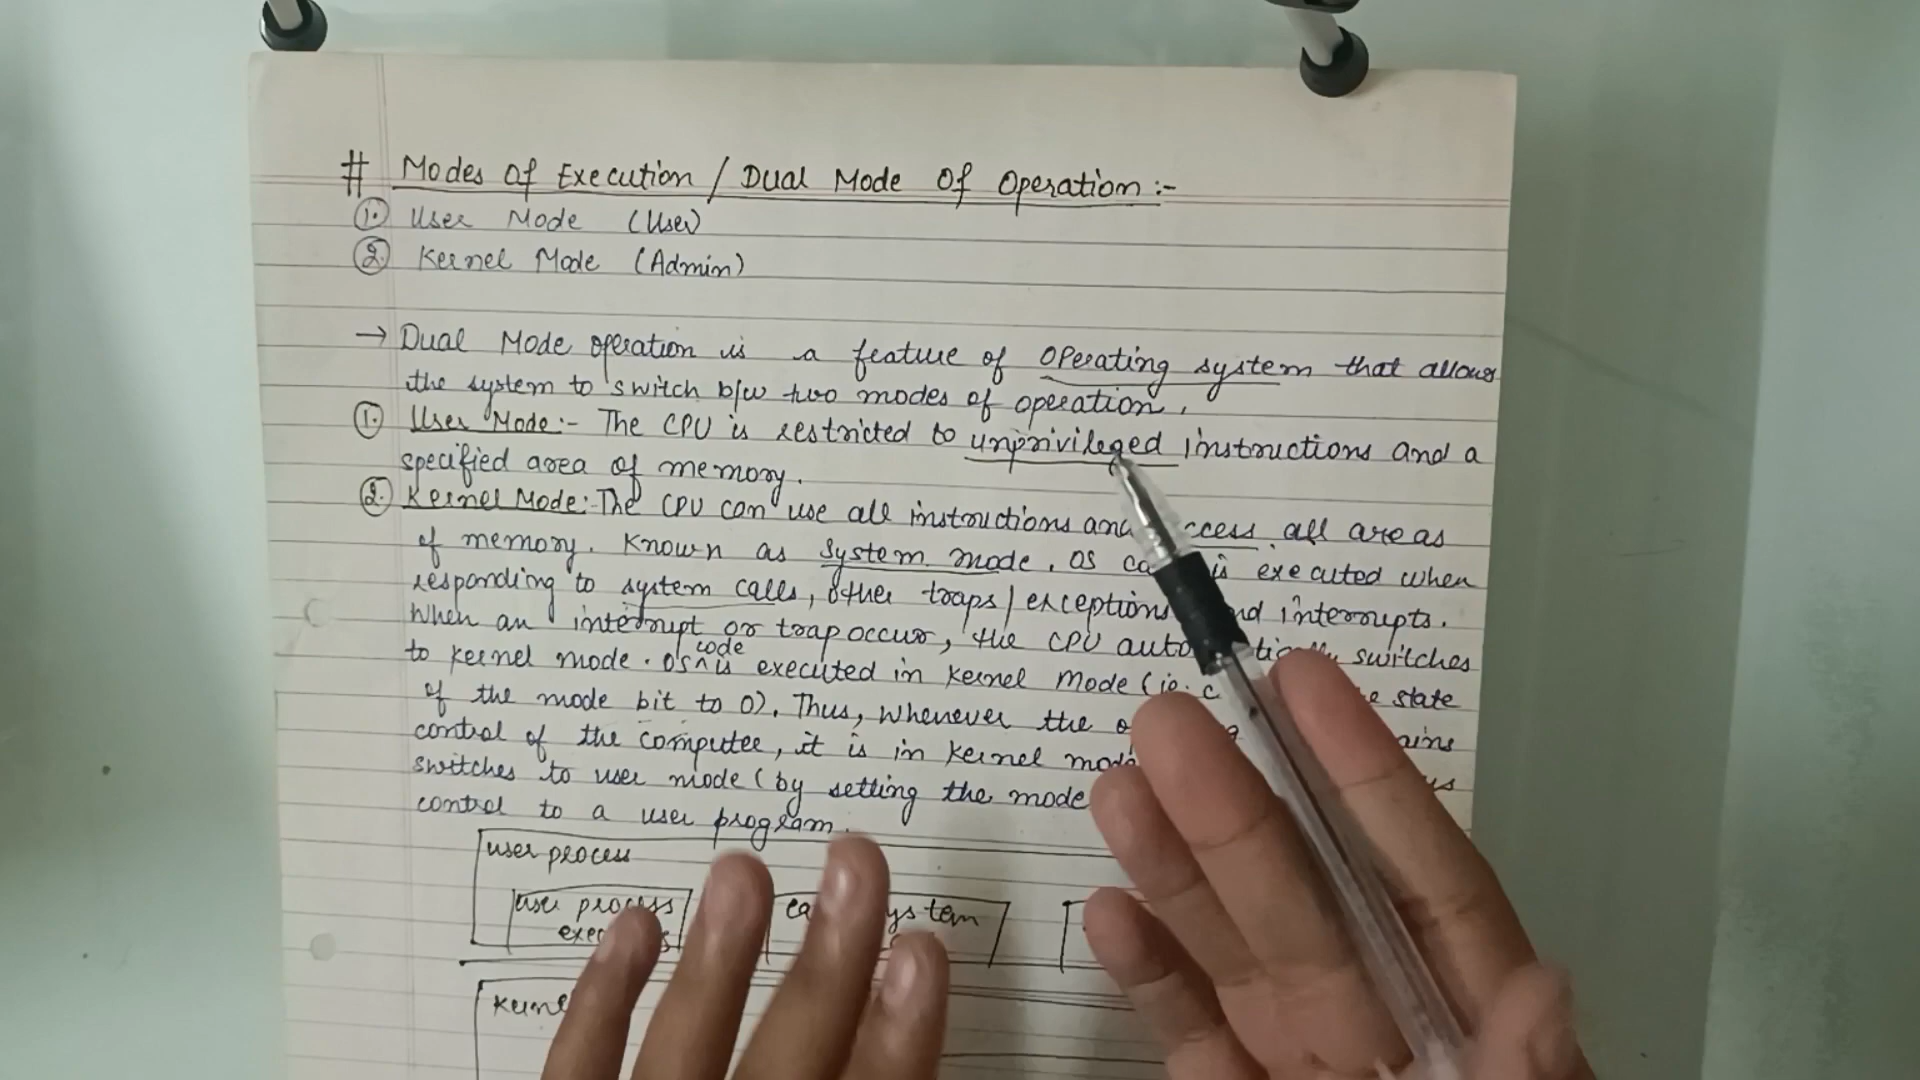 # Modes Of Execution / Dual Mode Of Operation :-
1. User Mode (User)
2. Kernel Mode (Admin)
→ Dual Mode operation is a feature of Operating system that allows
the system to switch b/w two modes of operation.
1. User Mode :- The CPU is restricted to unprivileged instructions and a
specified area of memory.
2. Kernel Mode :- The CPU can use all instructions and access all areas
of memory. Known as system mode. OS is executed when
responding to system calls, other traps / exceptions and interrupts.
When an interrupt or trap occur, the CPU switches
to kernel mode. OS code is executed in kernel mode (ie. state
of the mode bit to 0). Thus, whenever the
control of the computer, it is in kernel mode
switches to user mode (by setting the mode
control to a user program.
user process
user process system
Kernel